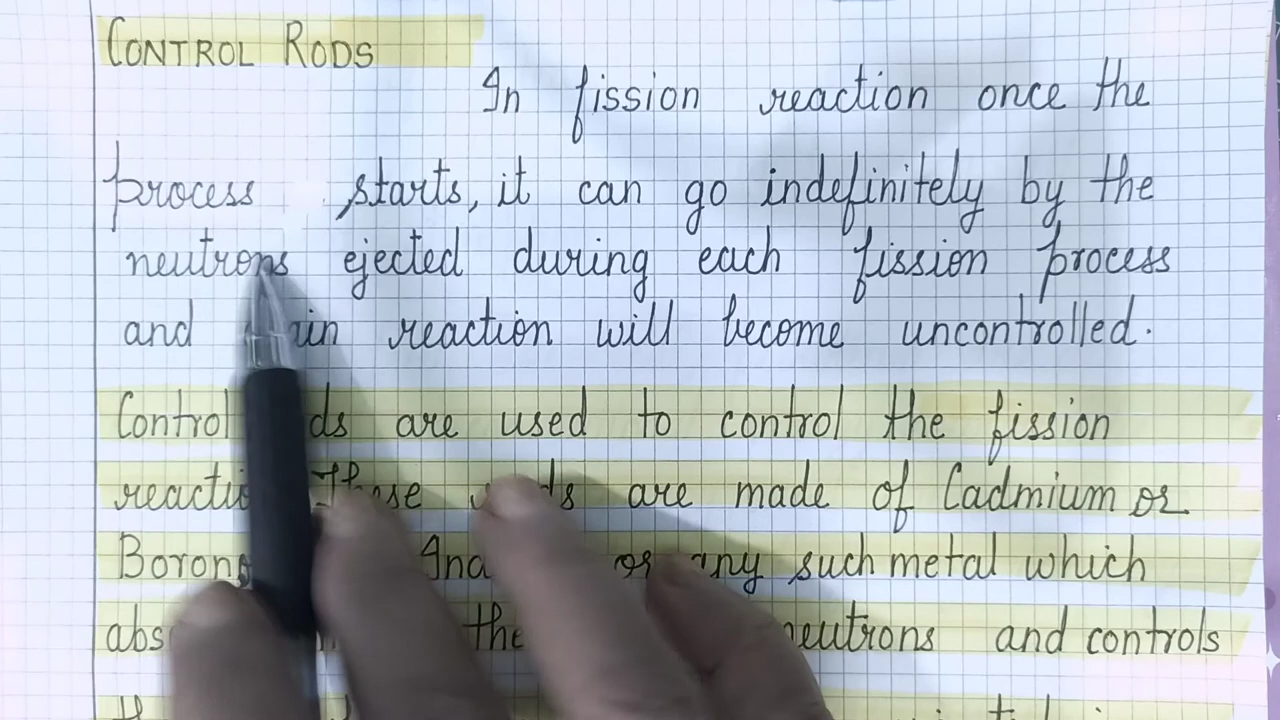 CONTROL RODS
In fission reaction once the
process starts, it can go indefinitely by the
neutrons ejected during each fission process
and reaction will become uncontrolled.
Control are used to control the fission
These are made of Cadmium or
Boron or any such metal which
the neutrons and controls